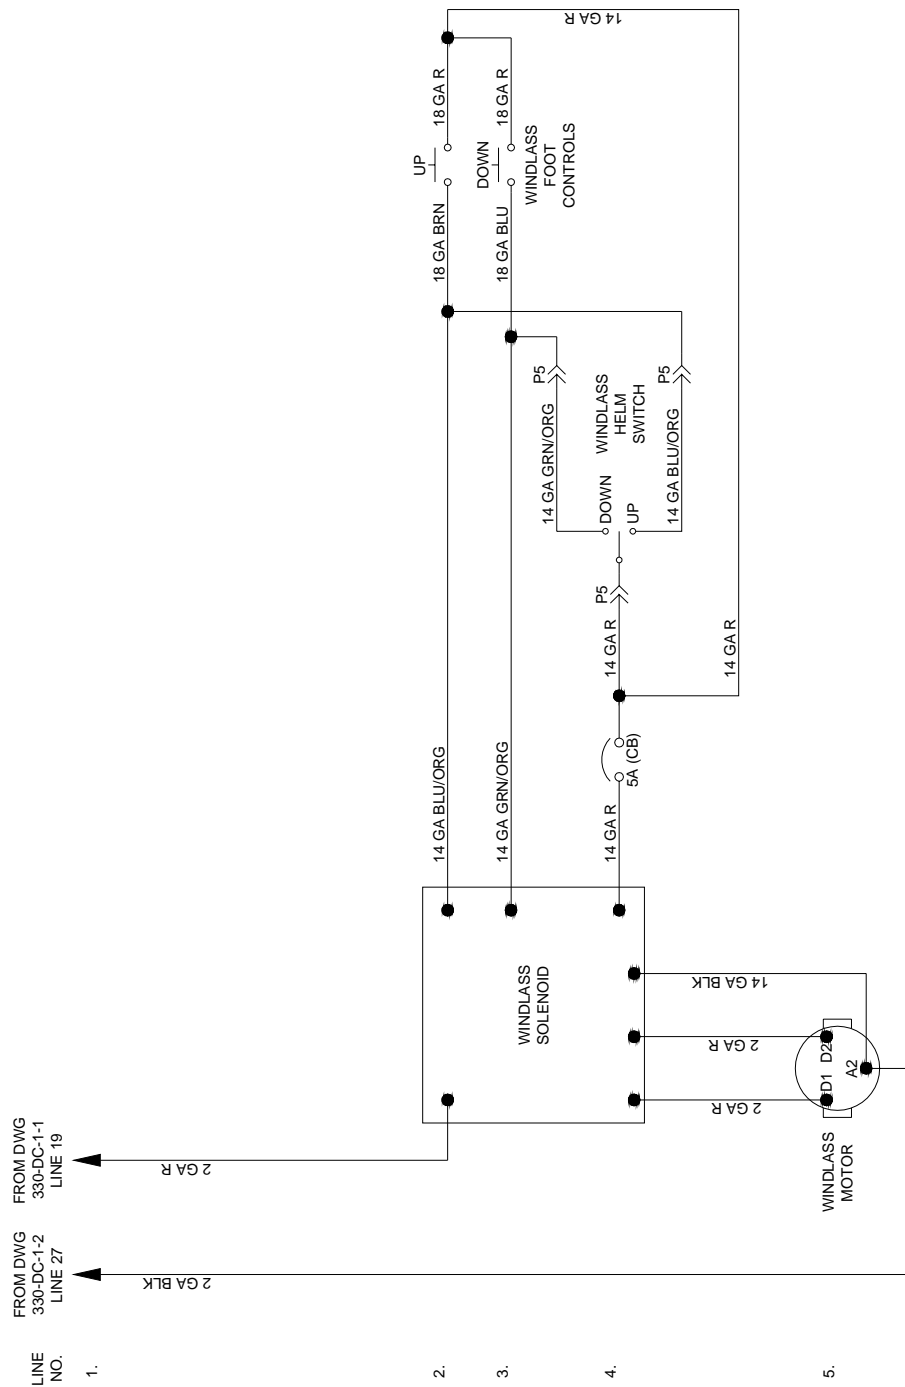 LINE
NO.
FROM DWG
330-DC-1-2
LINE 27
FROM DWG
330-DC-1-1
LINE 19
1.
2 GA BLK
2 GA R
2.
14 GA BLU/ORG
18 GA BRN
UP
18 GA R
14 GA R
3.
14 GA GRN/ORG
18 GA BLU
DOWN
18 GA R
WINDLASS
FOOT
CONTROLS
WINDLASS
SOLENOID
14 GA GRN/ORG
P5
WINDLASS
HELM
SWITCH
DOWN
UP
4.
14 GA R
5A (CB)
14 GA R
P5
14 GA BLU/ORG
P5
14 GA R
2 GA R
2 GA R
14 GA BLK
5.
WINDLASS
MOTOR
D1
D2
A2